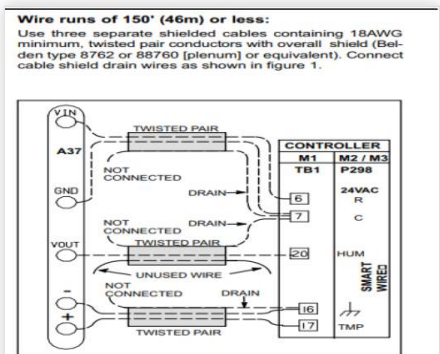 Wire runs of 150' (46m) or less:
Use three separate shielded cables containing 18AWG
minimum, twisted pair conductors with overall shield (Bel-
den type 8762 or 88760 [plenum] or equivalent). Connect
cable shield drain wires as shown in figure 1.
VIN
TWISTED PAIR
A37
CONTROLLER
M1 M2 / M3
TB1 P298
NOT
CONNECTED
24VAC
GND
DRAIN
6 R
7 C
NOT
CONNECTED
DRAIN
VOUT
TWISTED PAIR
20 HUM
UNUSED WIRE
SMART
WIRED
NOT
CONNECTED
DRAIN
-
16
+
17 TMP
TWISTED PAIR